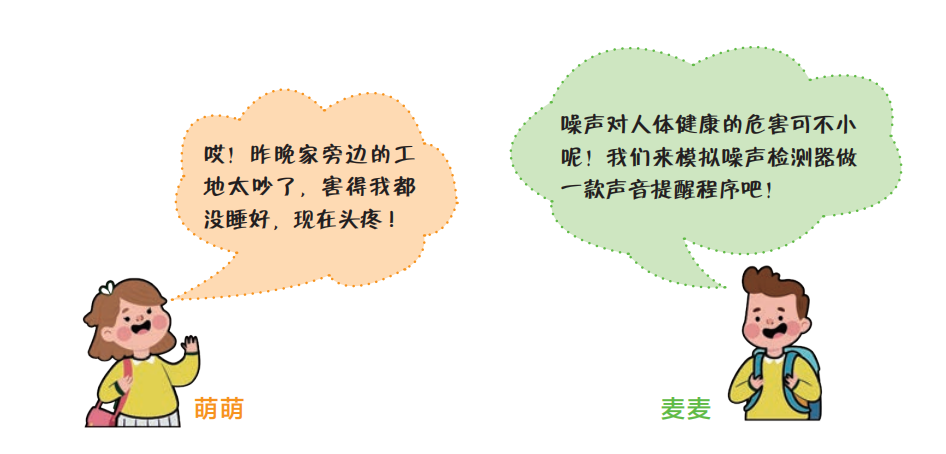 哎！昨晚家旁边的工
地太吵了，害得我都
没睡好，现在头疼！
噪声对人体健康的危害可不小
呢！我们来模拟噪声检测器做
一款声音提醒程序吧！
萌萌
麦麦